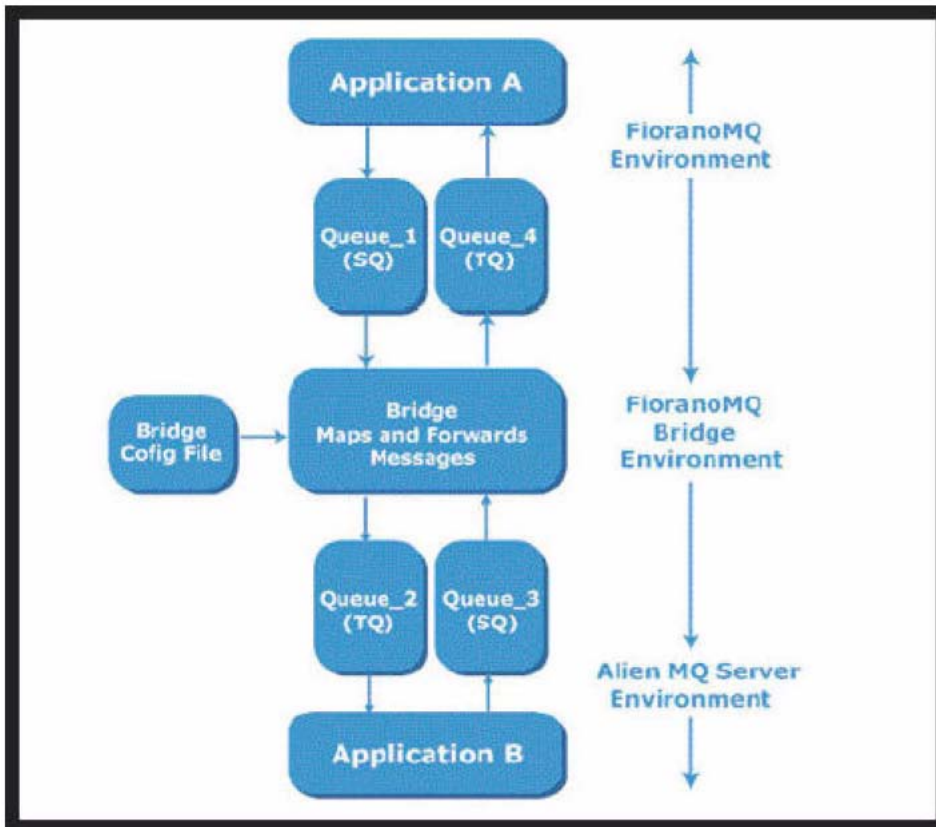 Application A
FioranoMQ
Environment
Queue_1
(SQ)
Queue_4
(TQ)
Bridge
Cofig File
Bridge
Maps and Forwards
Messages
FioranoMQ
Bridge
Environment
Queue_2
(TQ)
Queue_3
(SQ)
Alien MQ Server
Environment
Application B